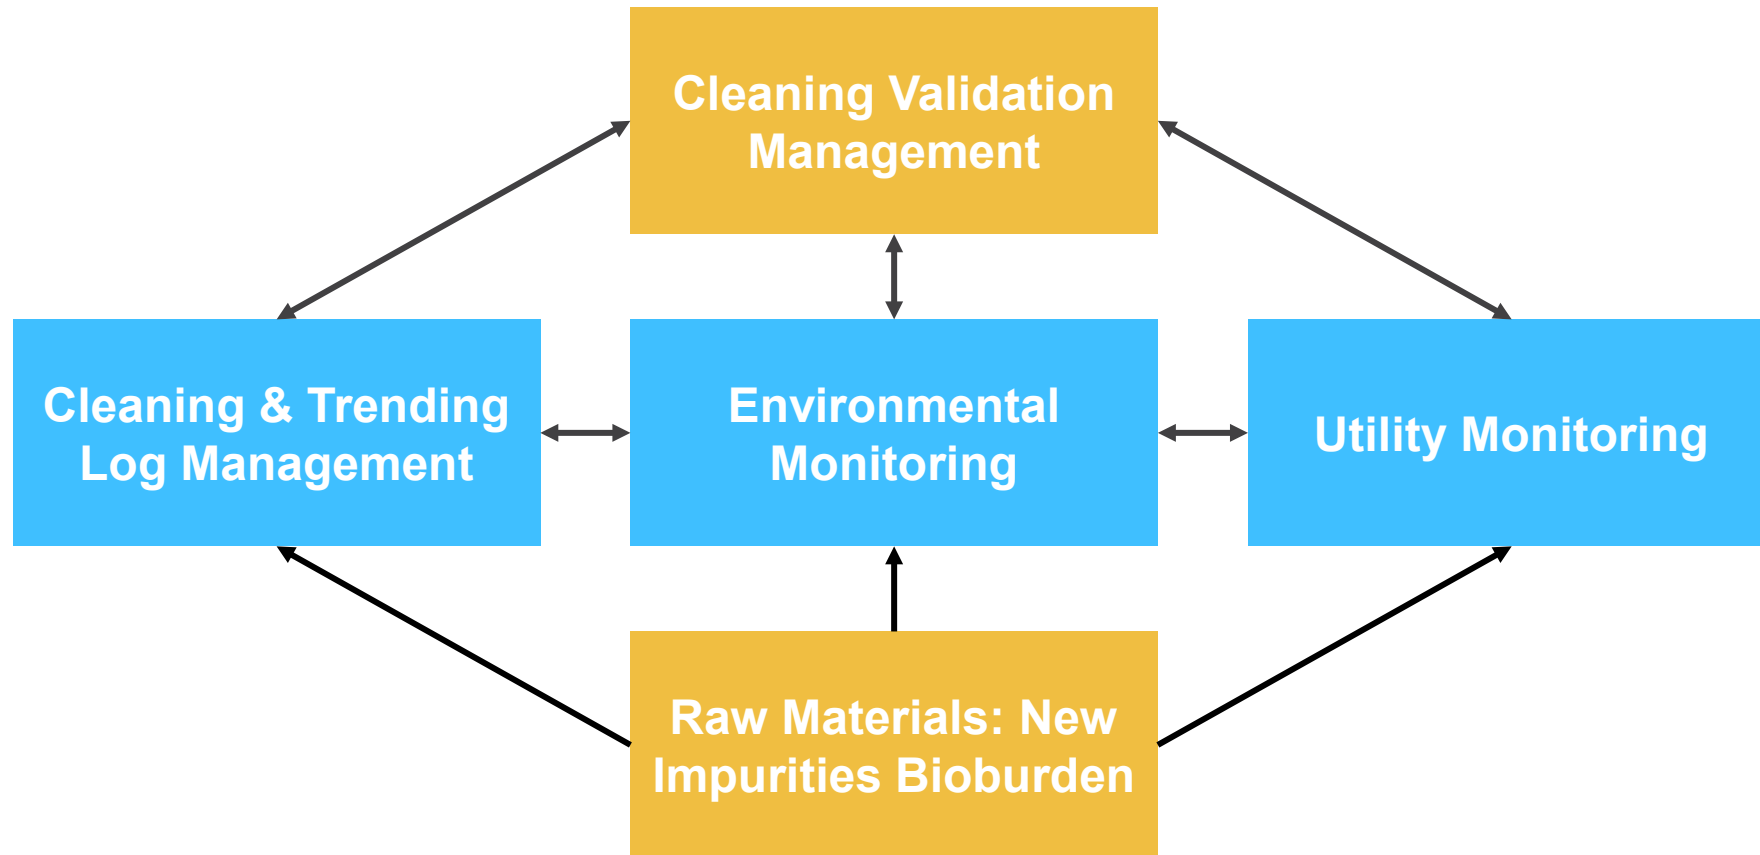 Cleaning Validation
Management
Cleaning & Trending
Log Management
Environmental
Monitoring
Utility Monitoring
Raw Materials: New
Impurities Bioburden